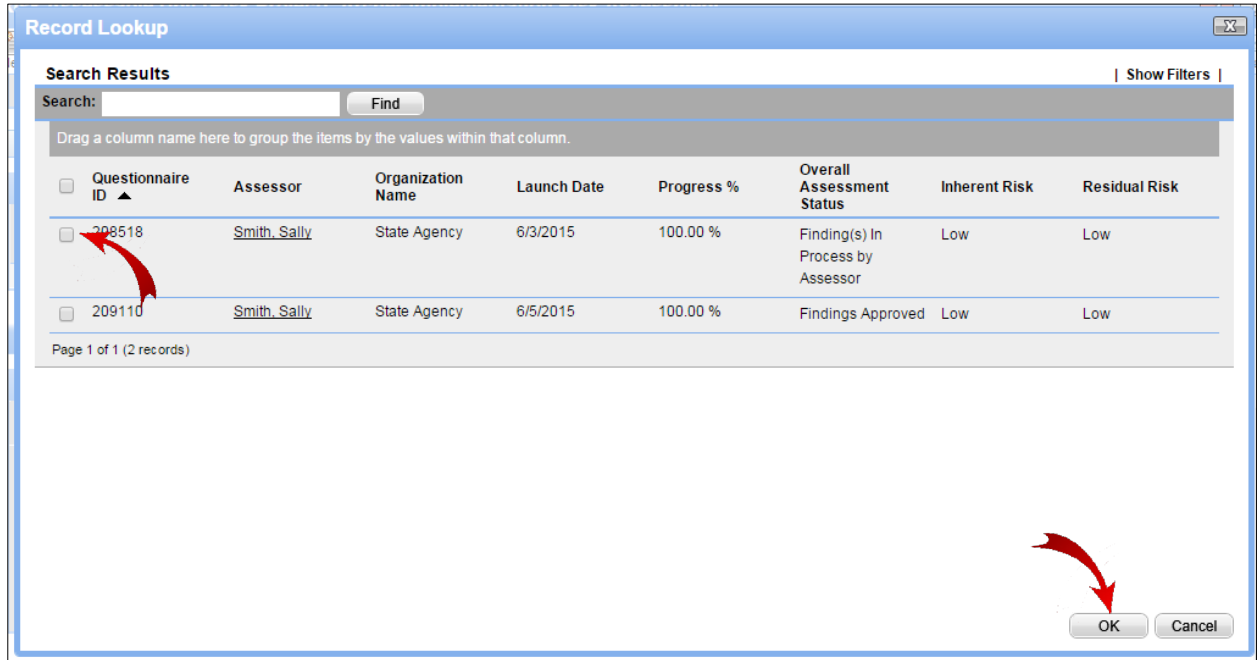 Record Lookup
Search Results
| Show Filters |
Search:
Find
Drag a column name here to group the items by the values within that column.
Questionnaire ID ▲ Assessor Organization Name Launch Date Progress % Overall Assessment Status Inherent Risk Residual Risk
208518 Smith, Sally State Agency 6/3/2015 100.00 % Finding(s) In Process by Assessor Low Low
209110 Smith, Sally State Agency 6/5/2015 100.00 % Findings Approved Low Low
Page 1 of 1 (2 records)
OK Cancel